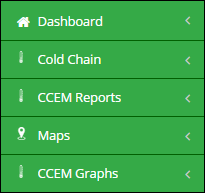 Dashboard
Cold Chain
CCEM Reports
Maps
CCEM Graphs